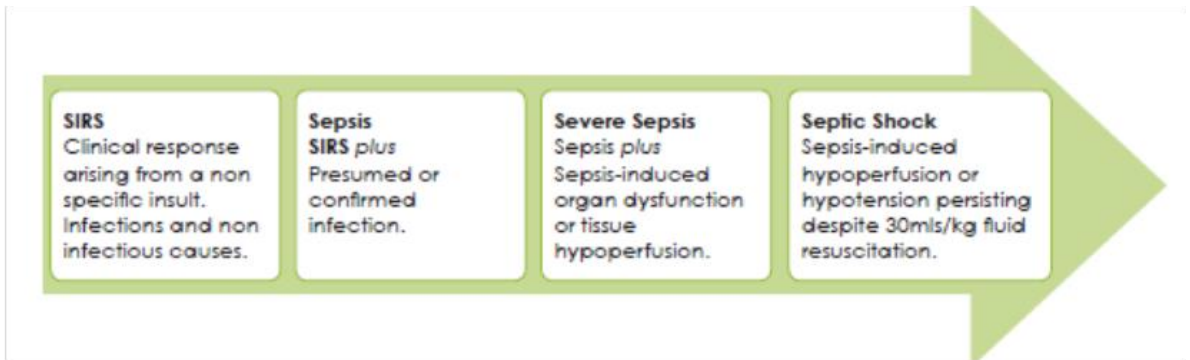 SIRS
Clinical response
arising from a non
specific insult.
Infections and non
infectious causes.
Sepsis
SIRS plus
Presumed or
confirmed
infection.
Severe Sepsis
Sepsis plus
Sepsis-induced
organ dysfunction
or tissue
hypoperfusion.
Septic Shock
Sepsis-induced
hypoperfusion or
hypotension persisting
despite 30mls/kg fluid
resuscitation.